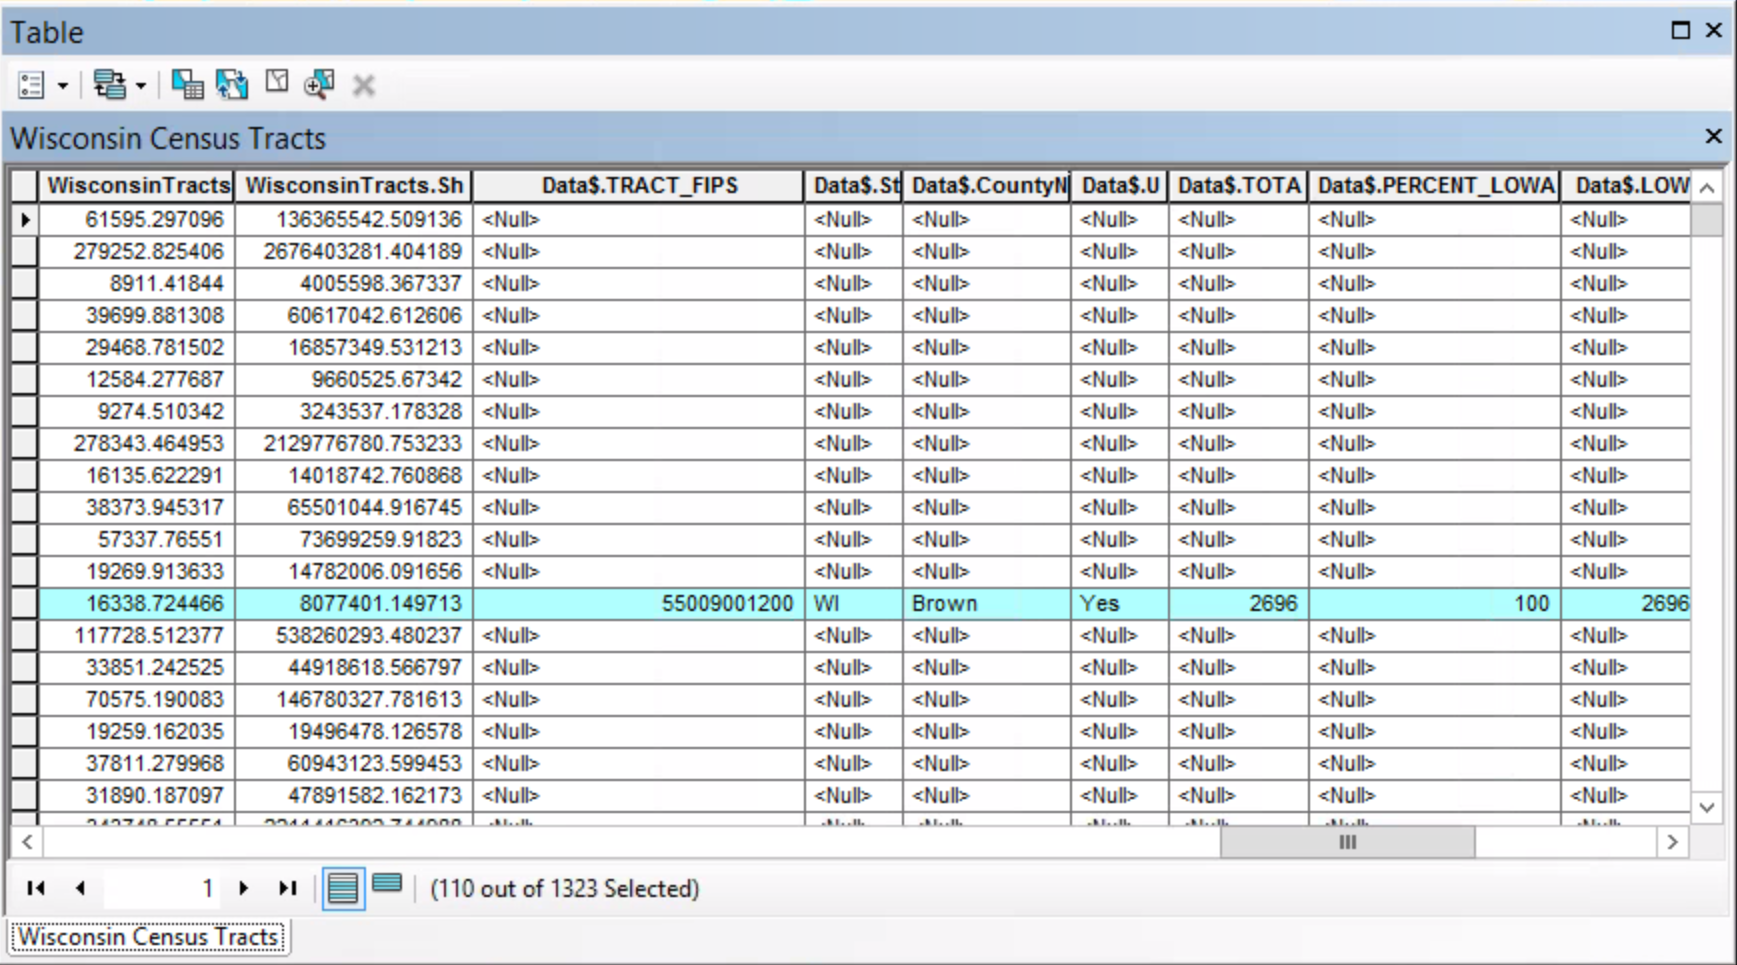 Table
Wisconsin Census Tracts
WisconsinTracts WisconsinTracts.Sh Data$.TRACT_FIPS Data$.St Data$.CountyN Data$.U Data$.TOTA Data$.PERCENT_LOWA Data$.LOW
61595.297096 136365542.509136 <Null> <Null> <Null> <Null> <Null> <Null> <Null>
279252.825406 2676403281.404189 <Null> <Null> <Null> <Null> <Null> <Null> <Null>
8911.41844 4005598.367337 <Null> <Null> <Null> <Null> <Null> <Null> <Null>
39699.881308 60617042.612606 <Null> <Null> <Null> <Null> <Null> <Null> <Null>
29468.781502 16857349.531213 <Null> <Null> <Null> <Null> <Null> <Null> <Null>
12584.277687 9660525.67342 <Null> <Null> <Null> <Null> <Null> <Null> <Null>
9274.510342 3243537.178328 <Null> <Null> <Null> <Null> <Null> <Null> <Null>
278343.464953 2129776780.753233 <Null> <Null> <Null> <Null> <Null> <Null> <Null>
16135.622291 14018742.760868 <Null> <Null> <Null> <Null> <Null> <Null> <Null>
38373.945317 65501044.916745 <Null> <Null> <Null> <Null> <Null> <Null> <Null>
57337.76551 73699259.91823 <Null> <Null> <Null> <Null> <Null> <Null> <Null>
19269.913633 14782006.091656 <Null> <Null> <Null> <Null> <Null> <Null> <Null>
16338.724466 8077401.149713 55009001200 WI Brown Yes 2696 100 2696
117728.512377 538260293.480237 <Null> <Null> <Null> <Null> <Null> <Null> <Null>
33851.242525 44918618.566797 <Null> <Null> <Null> <Null> <Null> <Null> <Null>
70575.190083 146780327.781613 <Null> <Null> <Null> <Null> <Null> <Null> <Null>
19259.162035 19496478.126578 <Null> <Null> <Null> <Null> <Null> <Null> <Null>
37811.279968 60943123.599453 <Null> <Null> <Null> <Null> <Null> <Null> <Null>
31890.187097 47891582.162173 <Null> <Null> <Null> <Null> <Null> <Null> <Null>
1 (110 out of 1323 Selected)
Wisconsin Census Tracts